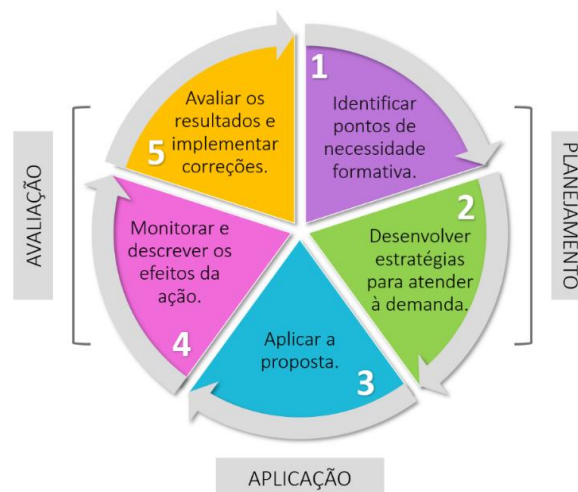 1
Identificar
pontos de
necessidade
formativa.
2
Desenvolver
estratégias
para atender
à demanda.
PLANEJAMENTO
Aplicar a
proposta.
3
APLICAÇÃO
Monitorar e
descrever os
efeitos da
ação.
4
Avaliar os
resultados e
implementar
correções.
5
AVALIAÇÃO